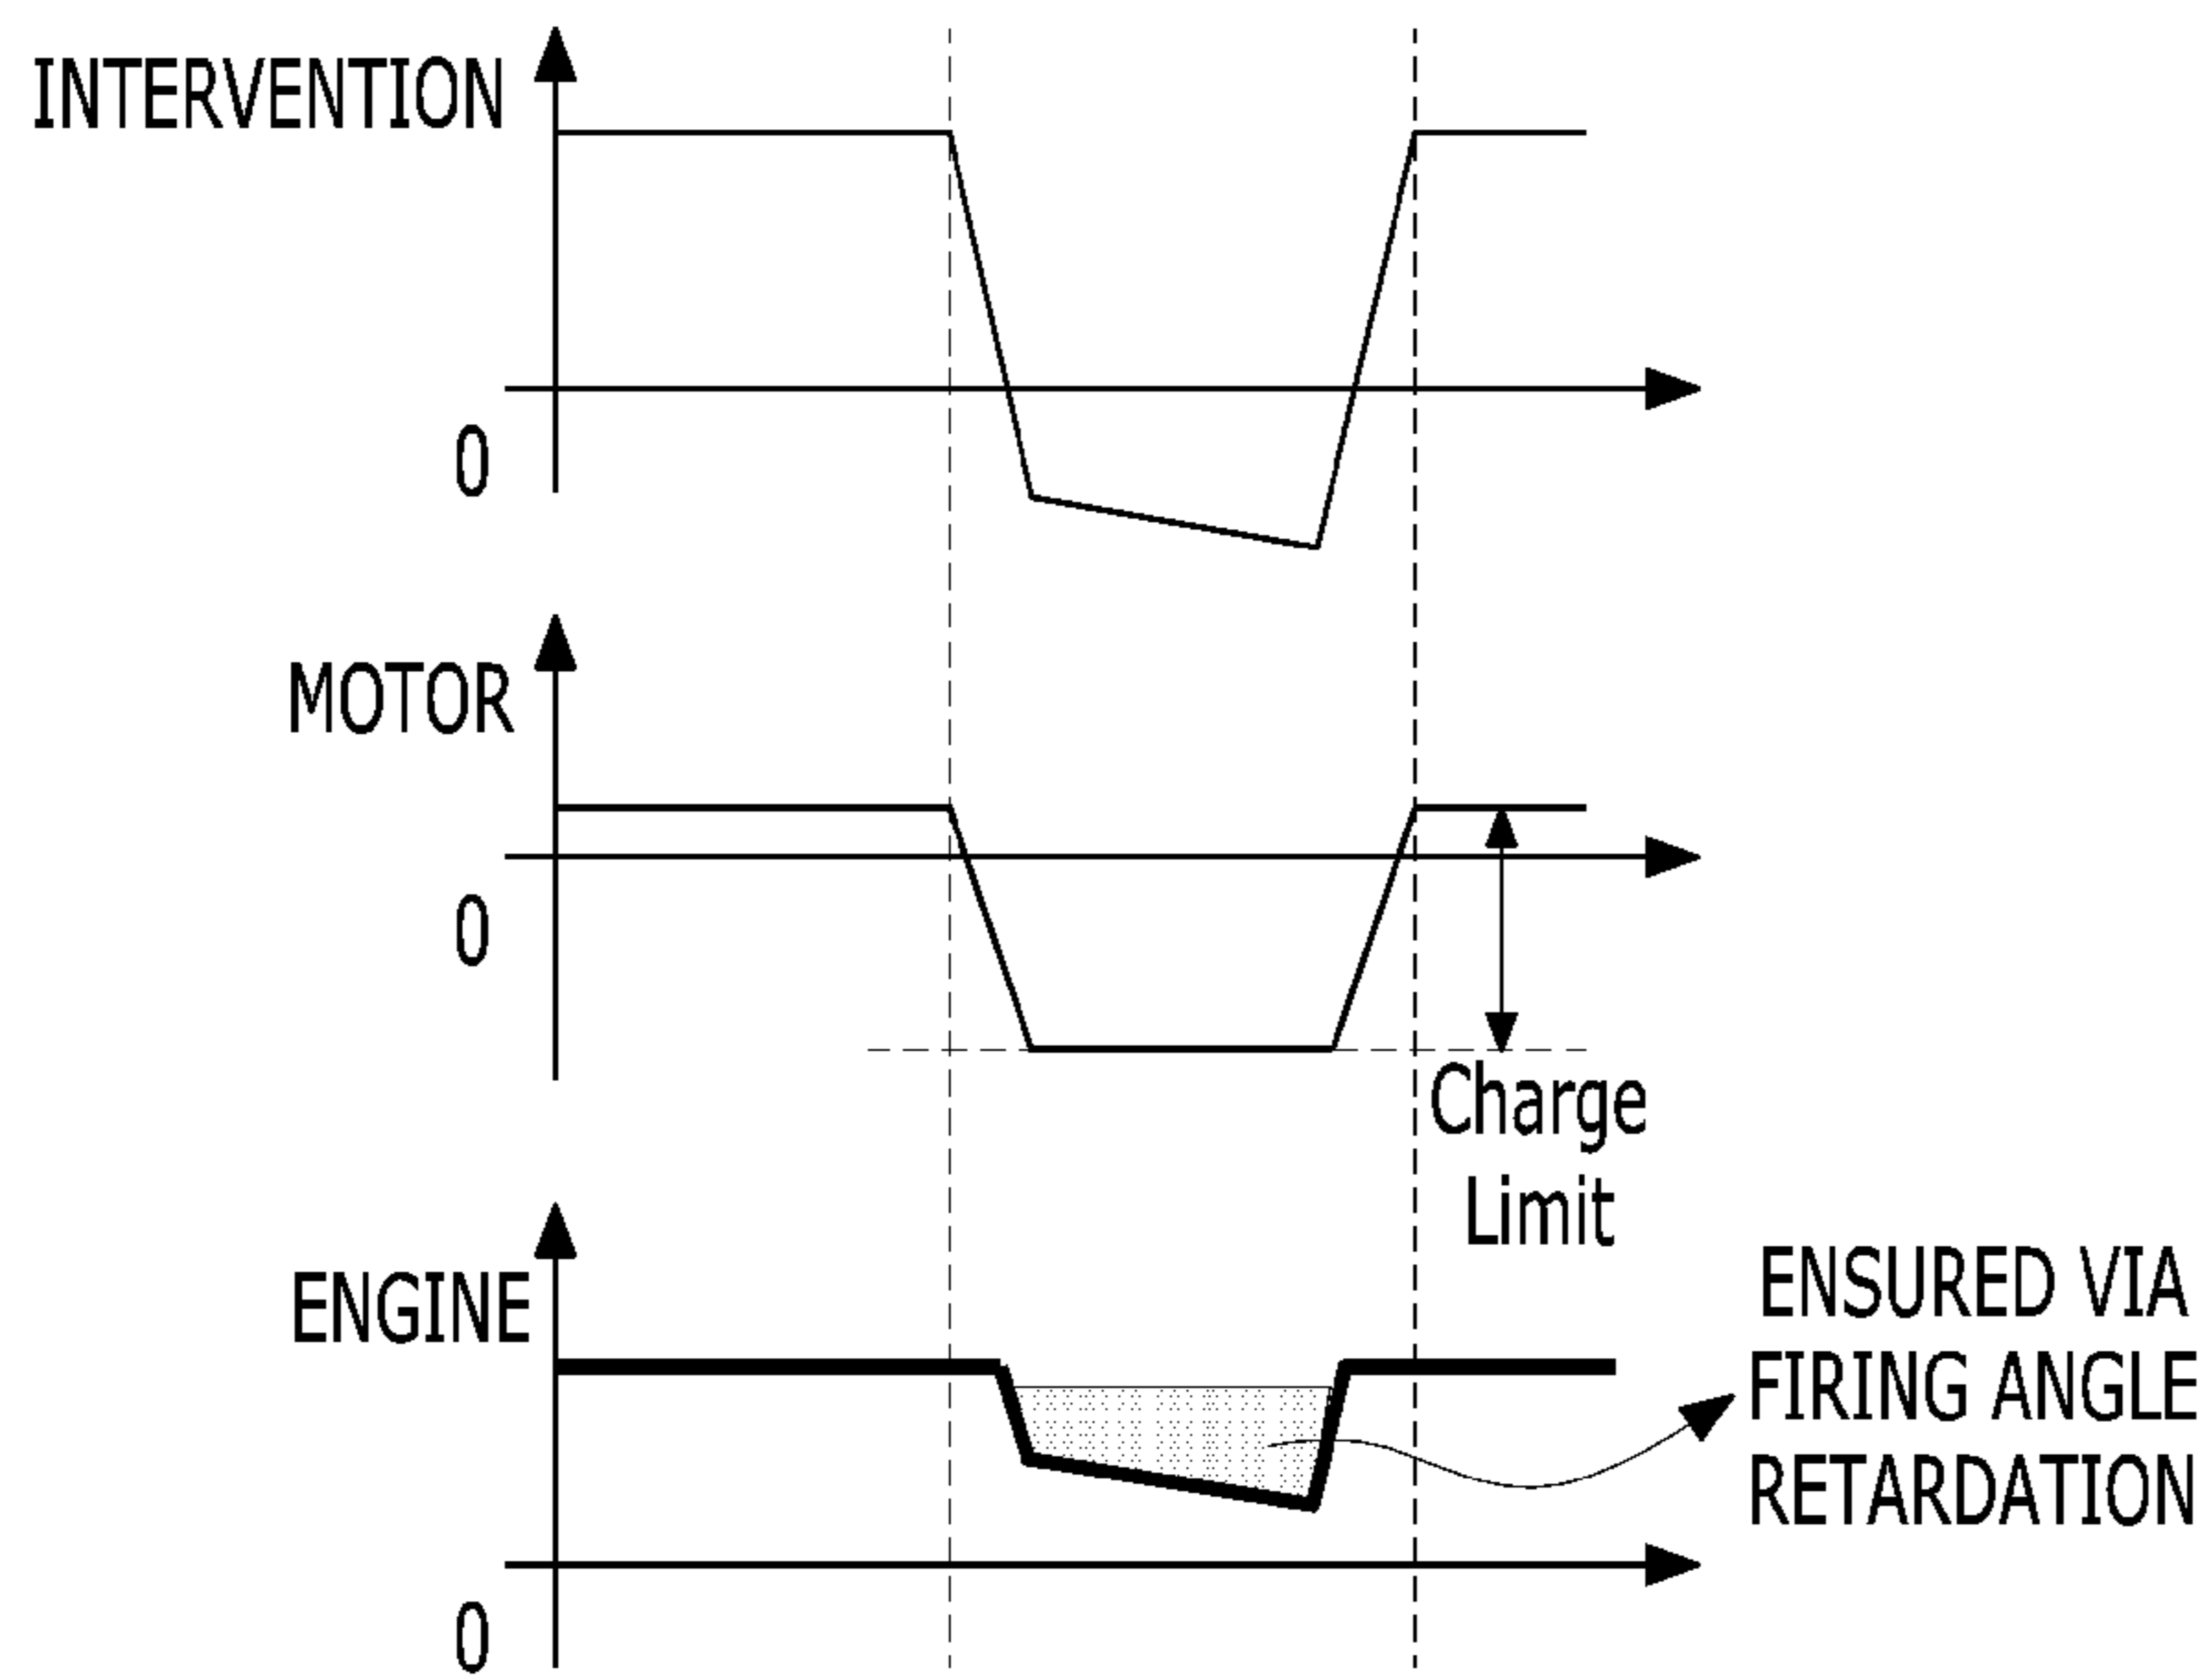 INTERVENTION
0
MOTOR
0
Charge
Limit
ENGINE
ENSURED VIA
FIRING ANGLE
RETARDATION
0